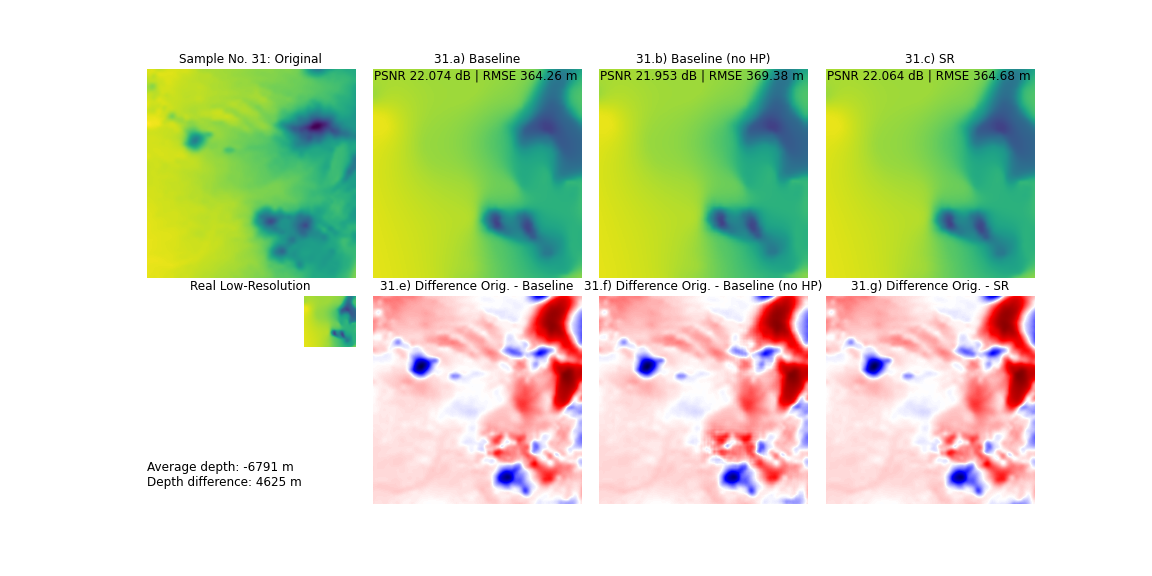 Sample No. 31: Original
31.a) Baseline
31.b) Baseline (no HP)
31.c) SR
PSNR 22.074 dB | RMSE 364.26 m
PSNR 21.953 dB | RMSE 369.38 m
PSNR 22.064 dB | RMSE 364.68 m
Real Low-Resolution
31.e) Difference Orig. - Baseline
31.f) Difference Orig. - Baseline (no HP)
31.g) Difference Orig. - SR
Average depth: -6791 m
Depth difference: 4625 m